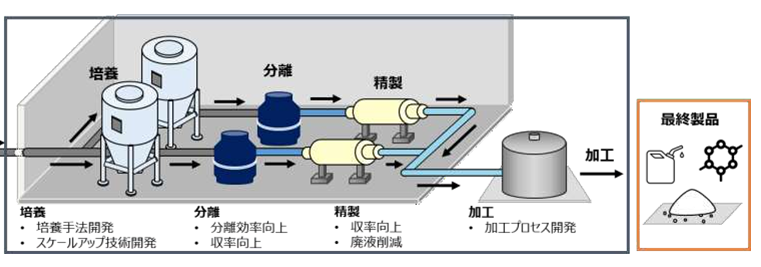 培養
分離
精製
加工
最終製品
培養
• 培養手法開発
• スケールアップ技術開発
分離
• 分離効率向上
• 収率向上
精製
• 収率向上
• 廃液削減
加工
• 加工プロセス開発